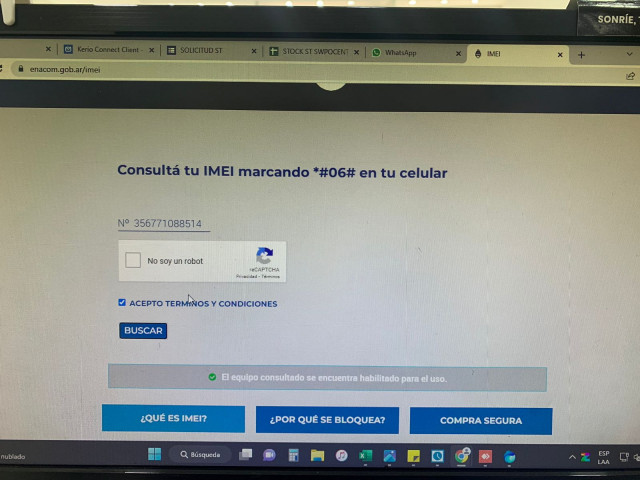 SONRÍE,
Kerio Connect Client -
SOLICITUD ST
STOCK ST SWPOCENT
WhatsApp
IMEI
enacom.gob.ar/imei
Consultá tu IMEI marcando *#06# en tu celular
Nº 356771088514
No soy un robot
reCAPTCHA
Privacidad - Términos
ACEPTO TERMINOS Y CONDICIONES
BUSCAR
El equipo consultado se encuentra habilitado para el uso.
¿QUÉ ES IMEI?
¿POR QUÉ SE BLOQUEA?
COMPRA SEGURA
nublado
Búsqueda
ESP
LAA